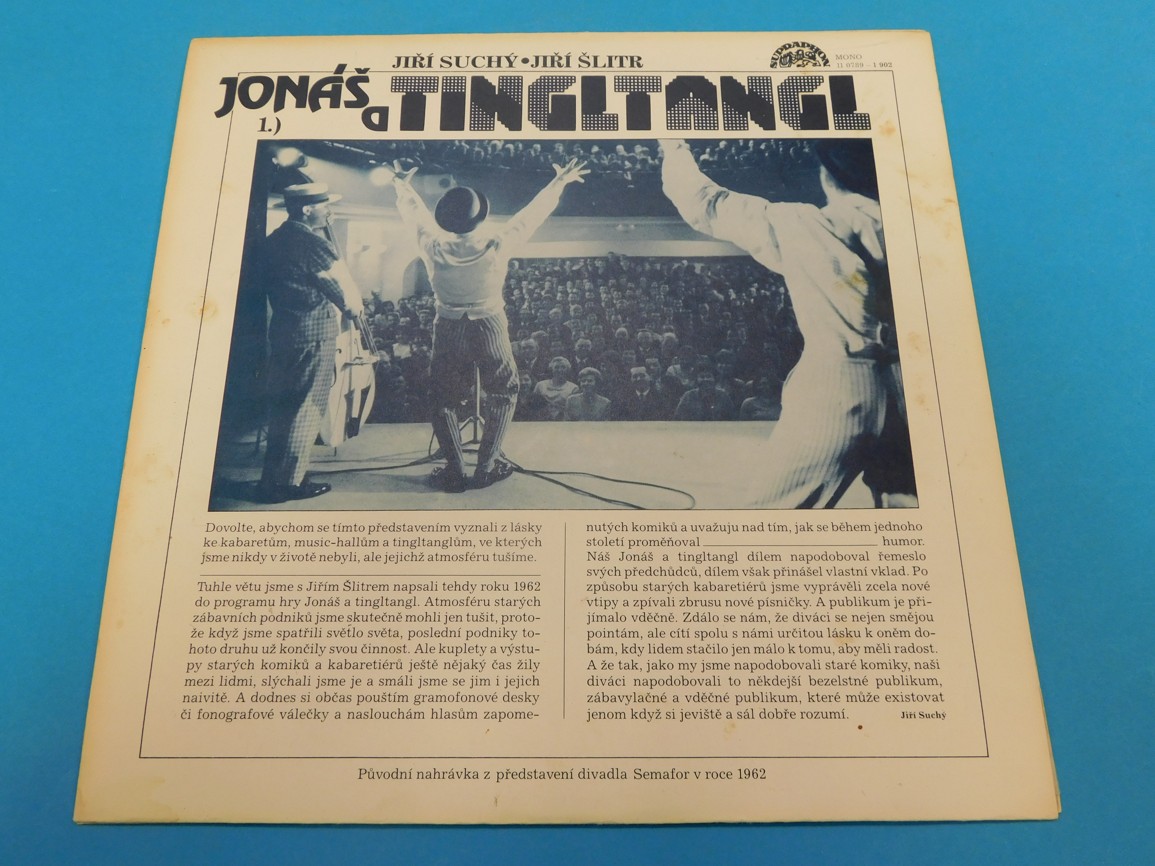 JIŘÍ SUCHÝ•JIŘÍ ŠLITR
SUPRAPHON
MONO
11 0789 – 1 902
JONÁŠ a TINGLTANGL
1.)
Dovolte, abychom se tímto představením vyznali z lásky
ke kabaretům, music-hallům a tingltanglům, ve kterých
jsme nikdy v životě nebyli, ale jejichž atmosféru tušíme.
Tuhle větu jsme s Jiřím Šlitrem napsali tehdy roku 1962
do programu hry Jonáš a tingltangl. Atmosféru starých
zábavních podniků jsme skutečně mohli jen tušit, proto-
že když jsme spatřili světlo světa, poslední podniky to-
hoto druhu už končily svou činnost. Ale kuplety a výstu-
py starých komiků a kabaretiérů ještě nějaký čas žily
mezi lidmi, slýchali jsme je a smáli jsme se jim i jejich
naivitě. A dodnes si občas pouštím gramofonové desky
či fonografové válečky a naslouchám hlasům zapome-
nutých komiků a uvažuju nad tím, jak se během jednoho
století proměňoval humor.
Náš Jonáš a tingltangl dílem napodoboval řemeslo
svých předchůdců, dílem však přinášel vlastní vklad. Po
způsobu starých kabaretiérů jsme vyprávěli zcela nové
vtipy a zpívali zbrusu nové písničky. A publikum je při-
jímalo vděčně. Zdálo se nám, že diváci se nejen smějou
pointám, ale cítí spolu s námi určitou lásku k oněm do-
bám, kdy lidem stačilo jen málo k tomu, aby měli radost.
A že tak, jako my jsme napodobovali staré komiky, naši
diváci napodobovali to někdejší bezelstné publikum,
zábavylačné a vděčné publikum, které může existovat
jenom když si jeviště a sál dobře rozumí.
Jiří Suchý
Původní nahrávka z představení divadla Semafor v roce 1962